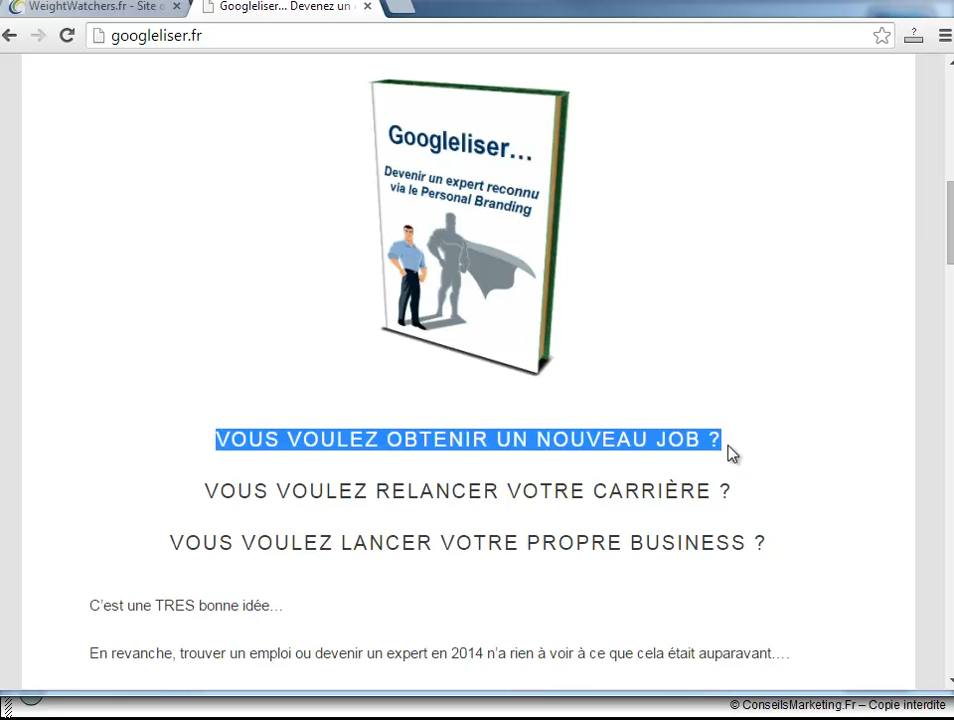 WeightWatchers.fr - Site o
Googleliser... Devenez un
googleliser.fr
Googleliser...
Devenir un expert reconnu
via le Personal Branding
VOUS VOULEZ OBTENIR UN NOUVEAU JOB ?
VOUS VOULEZ RELANCER VOTRE CARRIÈRE ?
VOUS VOULEZ LANCER VOTRE PROPRE BUSINESS ?
C'est une TRES bonne idée…
En revanche, trouver un emploi ou devenir un expert en 2014 n'a rien à voir à ce que cela était auparavant….
© ConseilsMarketing.Fr – Copie interdite